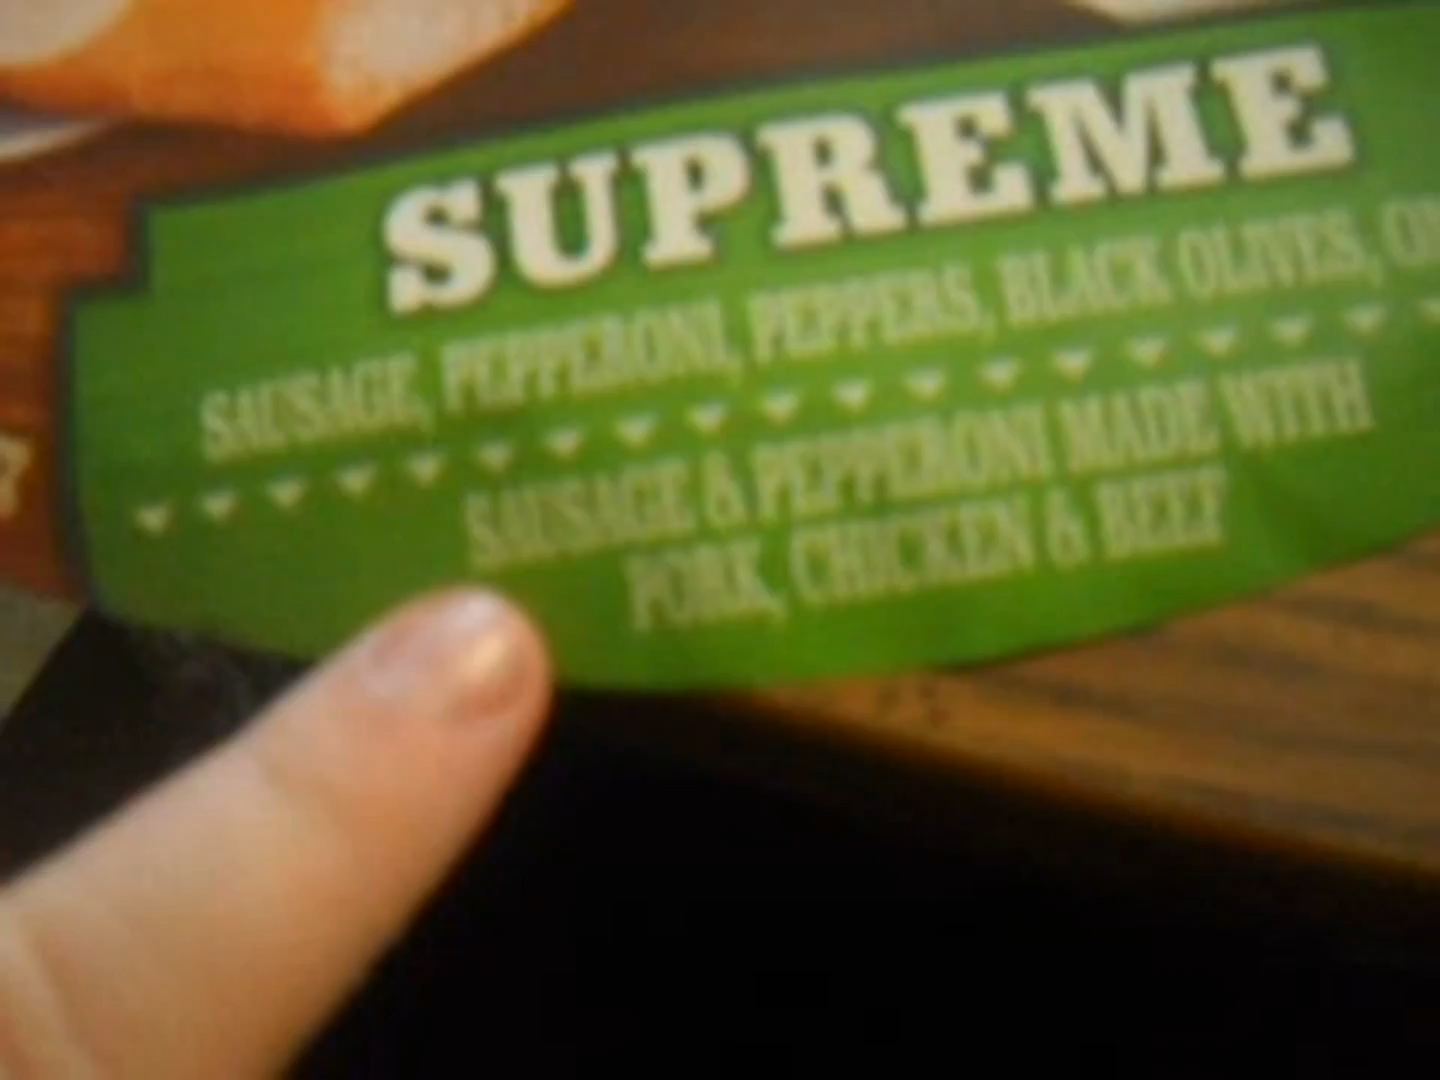 SUPREME
SAUSAGE, PEPPERONI, PEPPERS, BLACK OLIVES,
SAUSAGE & PEPPERONI MADE WITH
PORK, CHICKEN & BEEF